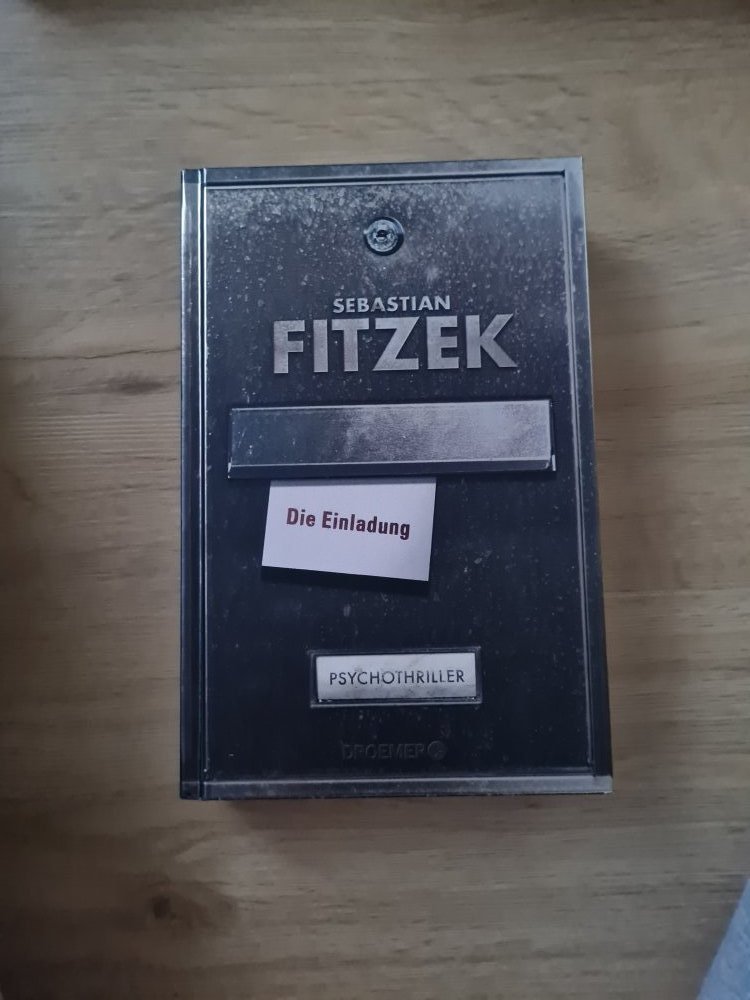 SEBASTIAN
FITZEK
Die Einladung
PSYCHOTHRILLER
DROEMER